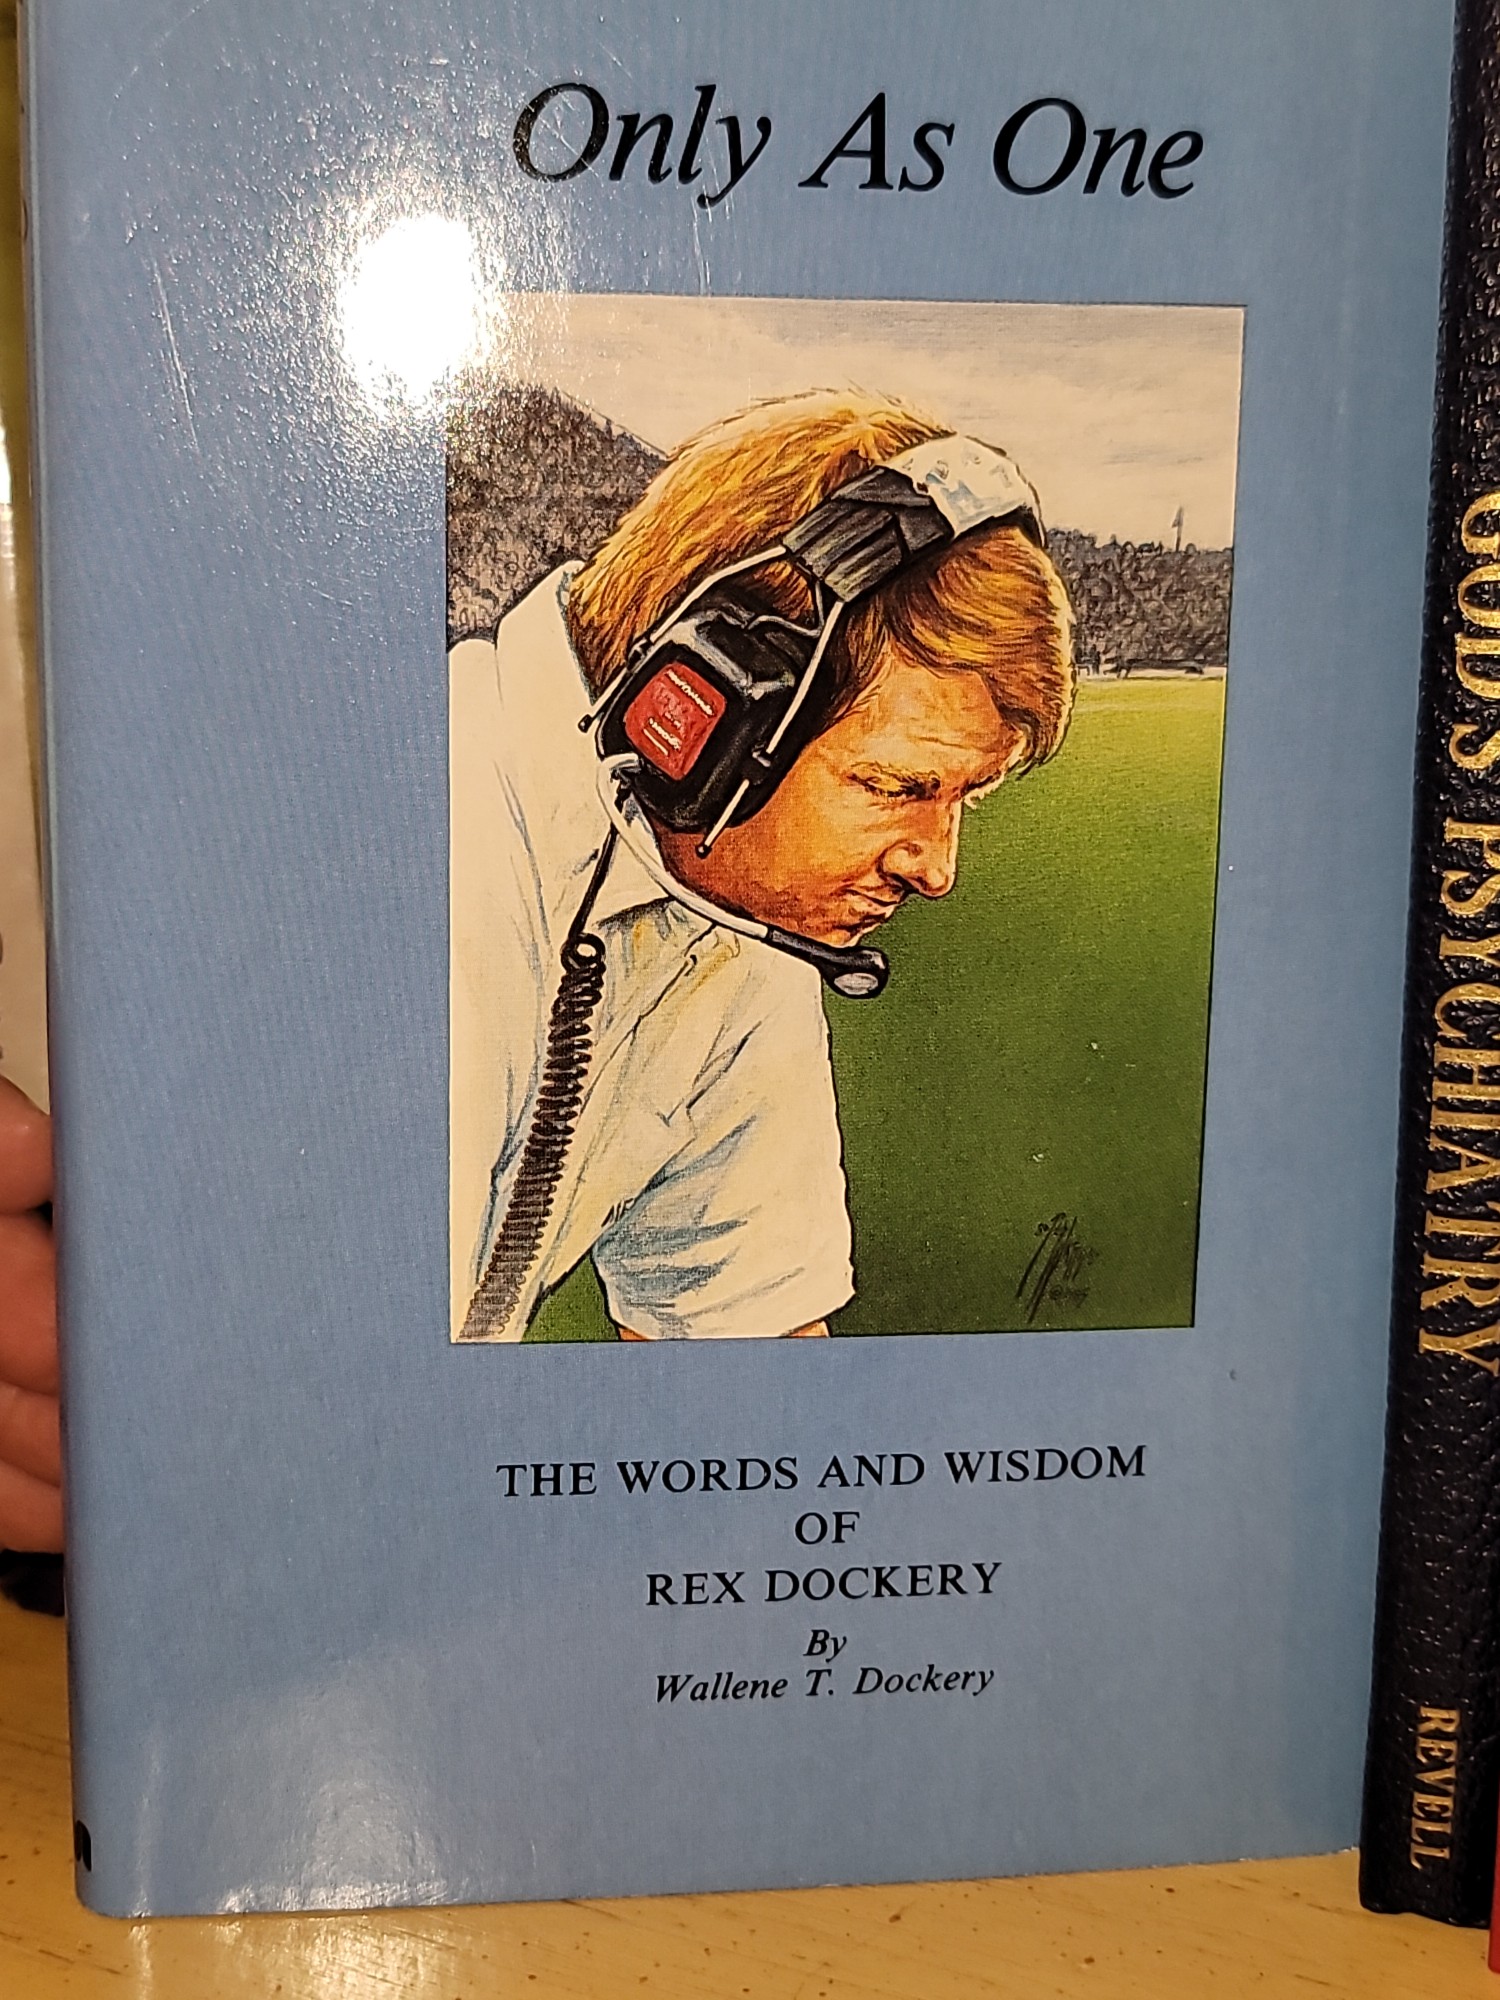 Only As One
THE WORDS AND WISDOM
OF
REX DOCKERY
By
Wallene T. Dockery
GOD'S PSYCHIATRY
REVELL